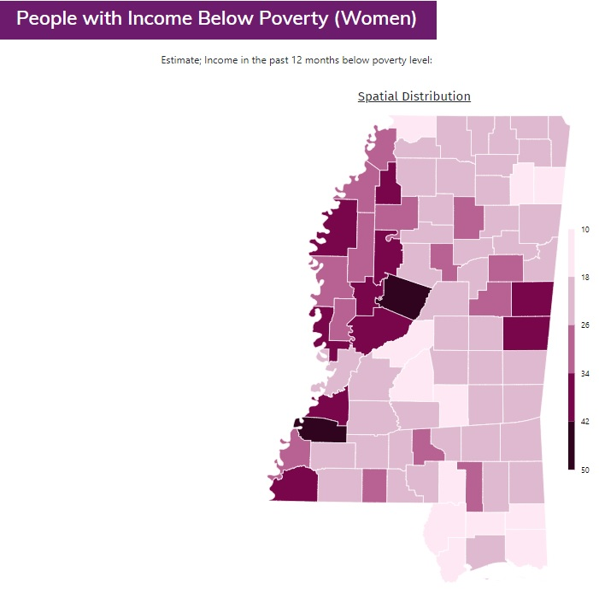 People with Income Below Poverty (Women)
Estimate; Income in the past 12 months below poverty level:
Spatial Distribution
10
18
26
34
42
50